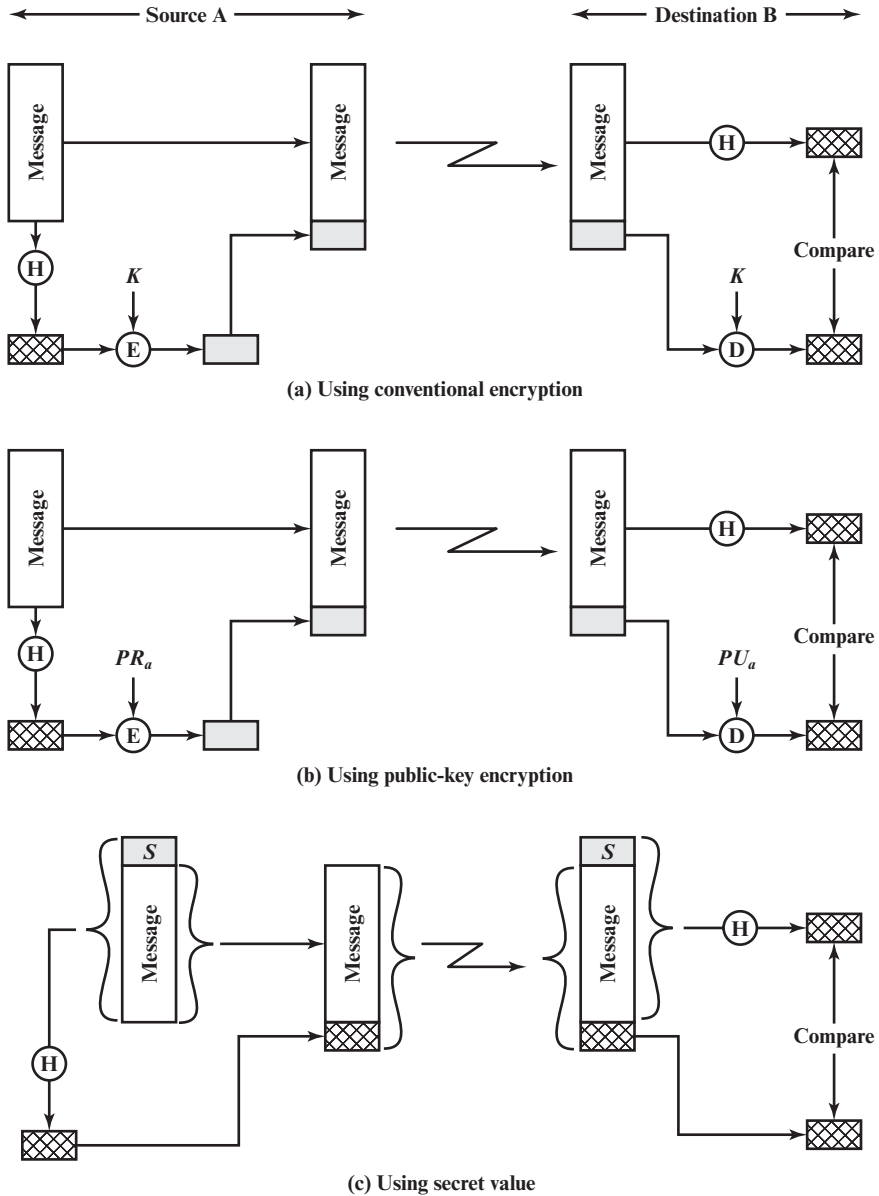 Source A
Destination B
Message
Message
Message
H
H
K
K
Compare
E
D
(a) Using conventional encryption
Message
Message
Message
H
H
PRa
PUa
Compare
E
D
(b) Using public-key encryption
S
S
Message
Message
Message
H
Compare
H
(c) Using secret value